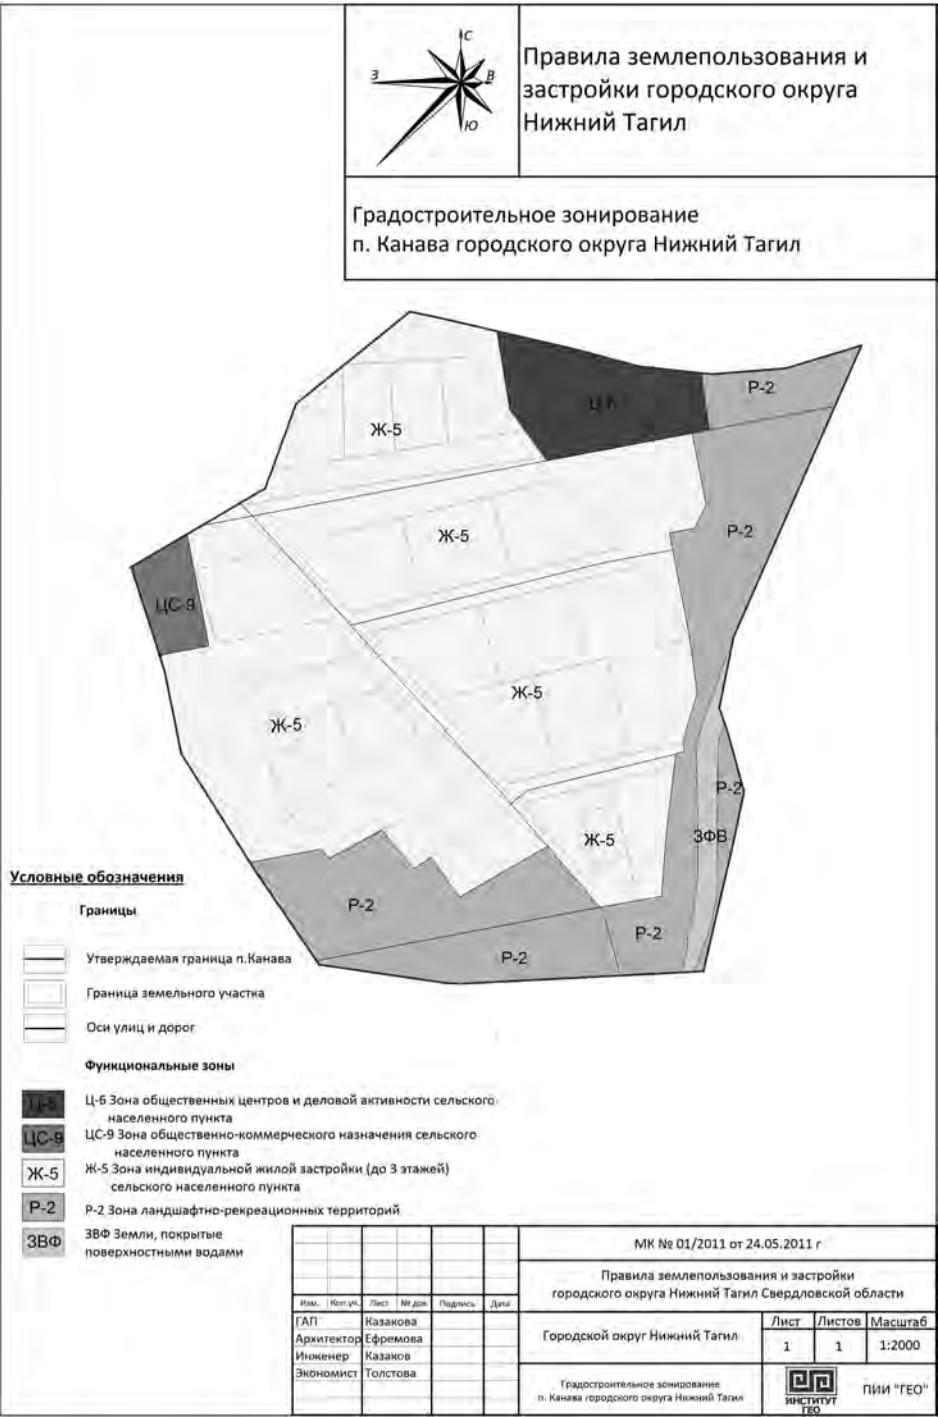 С
З
В
Ю
Правила землепользования и
застройки городского округа
Нижний Тагил
Градостроительное зонирование
п. Канава городского округа Нижний Тагил
Р-2
Ц-6
Ж-5
Р-2
Ж-5
ЦС-9
Ж-5
Ж-5
Р-2
ЗФВ
Ж-5
Р-2
Р-2
Р-2
Условные обозначения
Границы
Утверждаемая граница п.Канава
Граница земельного участка
Оси улиц и дорог
Функциональные зоны
Ц-6
Ц-6 Зона общественных центров и деловой активности сельского
населенного пункта
ЦС-9
ЦС-9 Зона общественно-коммерческого назначения сельского
населенного пункта
Ж-5
Ж-5 Зона индивидуальной жилой застройки (до 3 этажей)
сельского населенного пункта
Р-2
Р-2 Зона ландшафтно-рекреационных территорий
ЗВФ
ЗВФ Земли, покрытые
поверхностными водами
МК № 01/2011 от 24.05.2011 г
Правила землепользования и застройки
городского округа Нижний Тагил Свердловской области
Изм. Кол.уч. Лист № док Подпись Дата
ГАП Казакова
Архитектор Ефремова
Инженер Казаков
Экономист Толстова
Городской округ Нижний Тагил
Лист Листов Масштаб
1 1 1:2000
Градостроительное зонирование
п. Канава городского округа Нижний Тагил
ИНСТИТУТ
ГЕО
ПИИ "ГЕО"